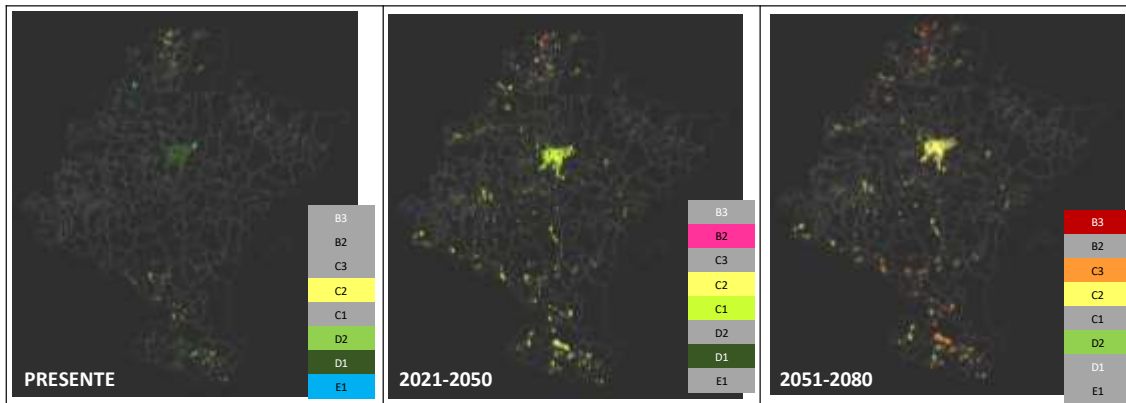 B3
B2
C3
C2
C1
D2
D1
E1
PRESENTE
B3
B2
C3
C2
C1
D2
D1
E1
2021-2050
B3
B2
C3
C2
C1
D2
D1
E1
2051-2080